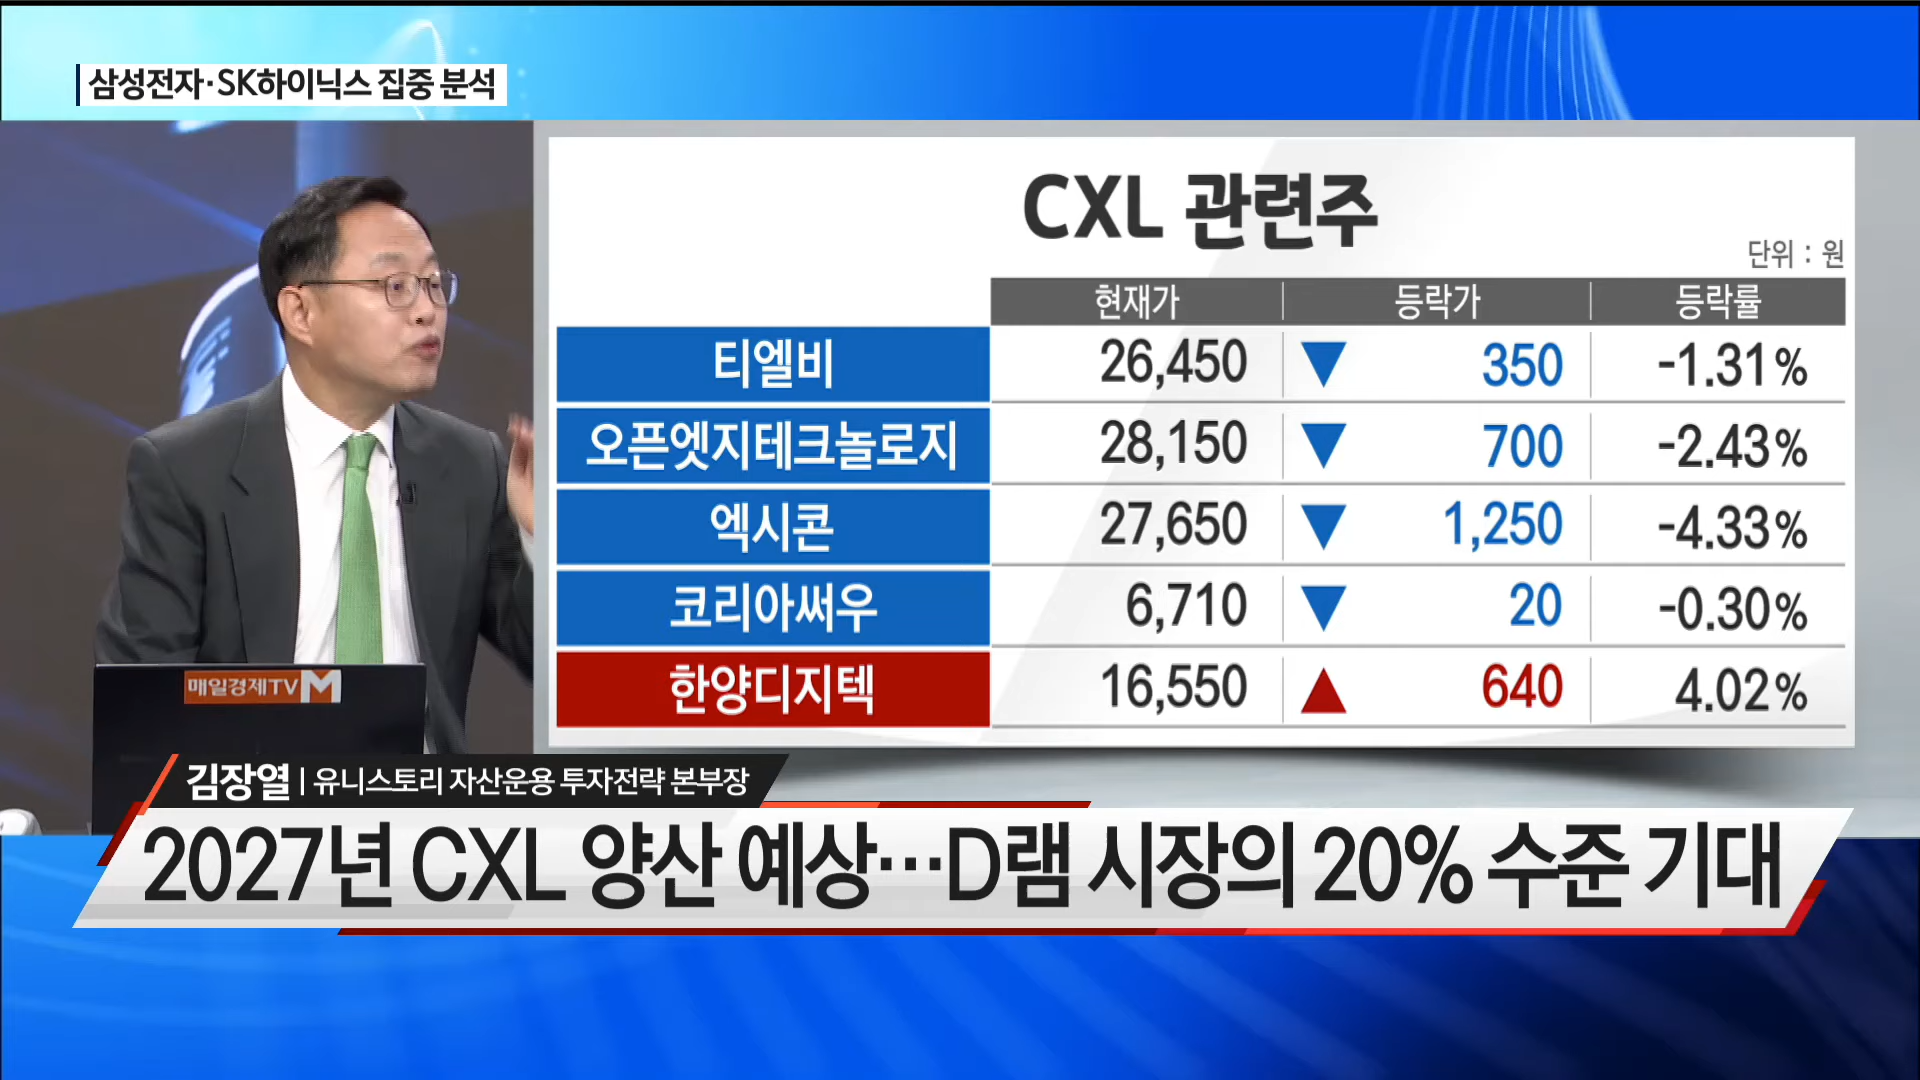 삼성전자·SK하이닉스 집중 분석
CXL 관련주
단위 : 원
현재가 등락가 등락률
티엘비 26,450 ▼ 350 -1.31%
오픈엣지테크놀로지 28,150 ▼ 700 -2.43%
엑시콘 27,650 ▼ 1,250 -4.33%
코리아써우 6,710 ▼ 20 -0.30%
한양디지텍 16,550 ▲ 640 4.02%
매일경제TV M
김장열 | 유니스토리 자산운용 투자전략 본부장
2027년 CXL 양산 예상…D램 시장의 20% 수준 기대